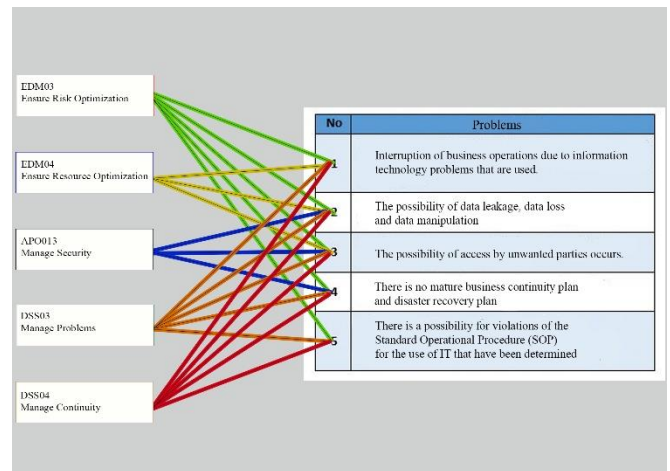 EDM03
Ensure Risk Optimization
EDM04
Ensure Resource Optimization
APO013
Manage Security
DSS03
Manage Problems
DSS04
Manage Continuity
No
Problems
1
Interruption of business operations due to information
technology problems that are used.
2
The possibility of data leakage, data loss
and data manipulation
3
The possibility of access by unwanted parties occurs.
4
There is no mature business continuity plan
and disaster recovery plan
5
There is a possibility for violations of the
Standard Operational Procedure (SOP)
for the use of IT that have been determined